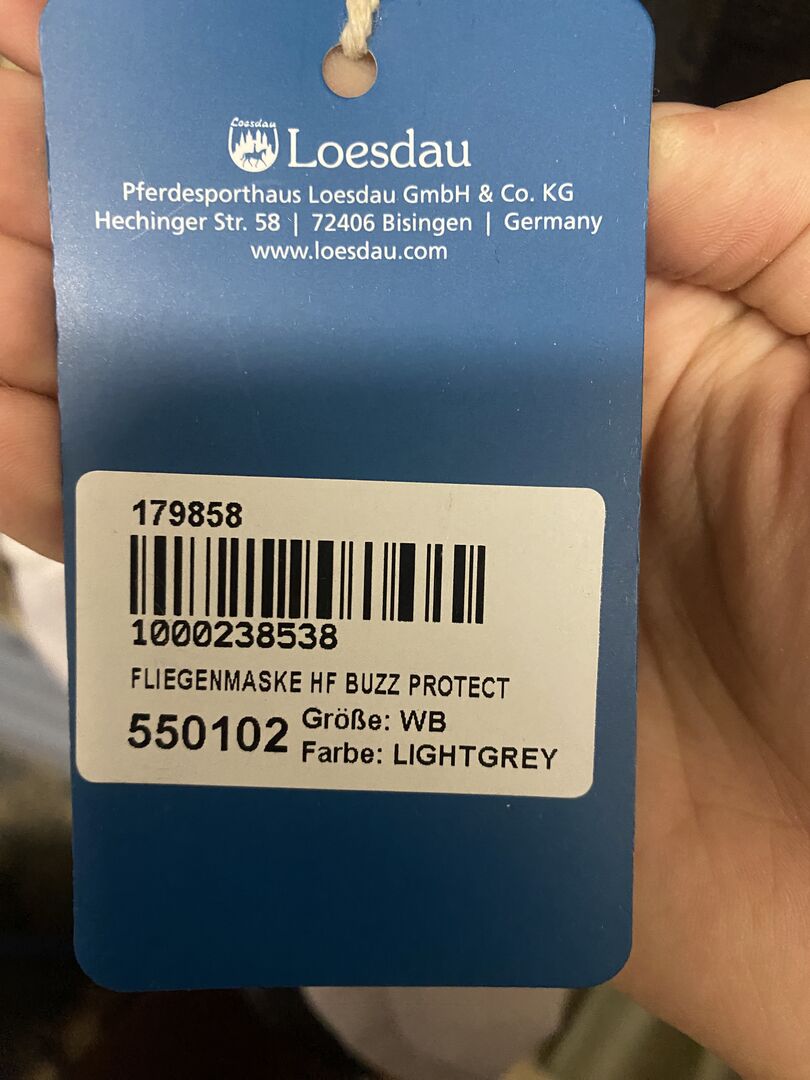 Loesdau
Loesdau
Pferdesporthaus Loesdau GmbH & Co. KG
Hechinger Str. 58 | 72406 Bisingen | Germany
www.loesdau.com
179858
1000238538
FLIEGENMASKE HF BUZZ PROTECT
550102
Größe: WB
Farbe: LIGHTGREY